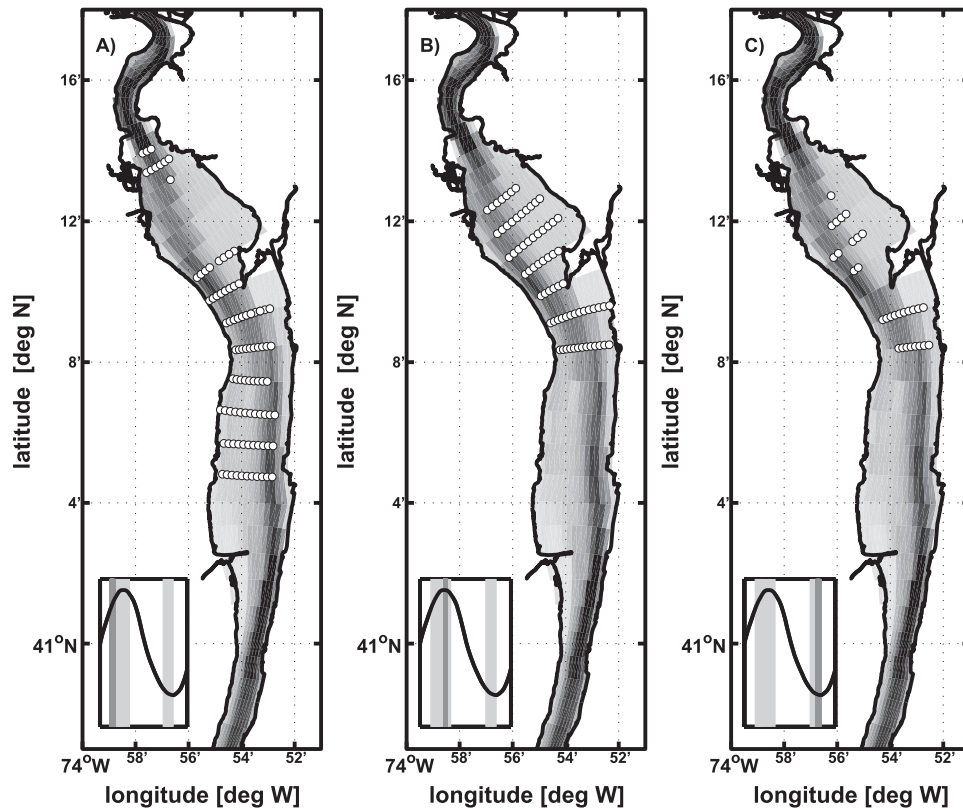 A)
16'
12'
8'
4'
41°N
74°W
58'
56'
54'
52'
latitude [deg N]
longitude [deg W]
B)
16'
12'
8'
4'
41°N
74°W
58'
56'
54'
52'
latitude [deg N]
longitude [deg W]
C)
16'
12'
8'
4'
41°N
74°W
58'
56'
54'
52'
latitude [deg N]
longitude [deg W]